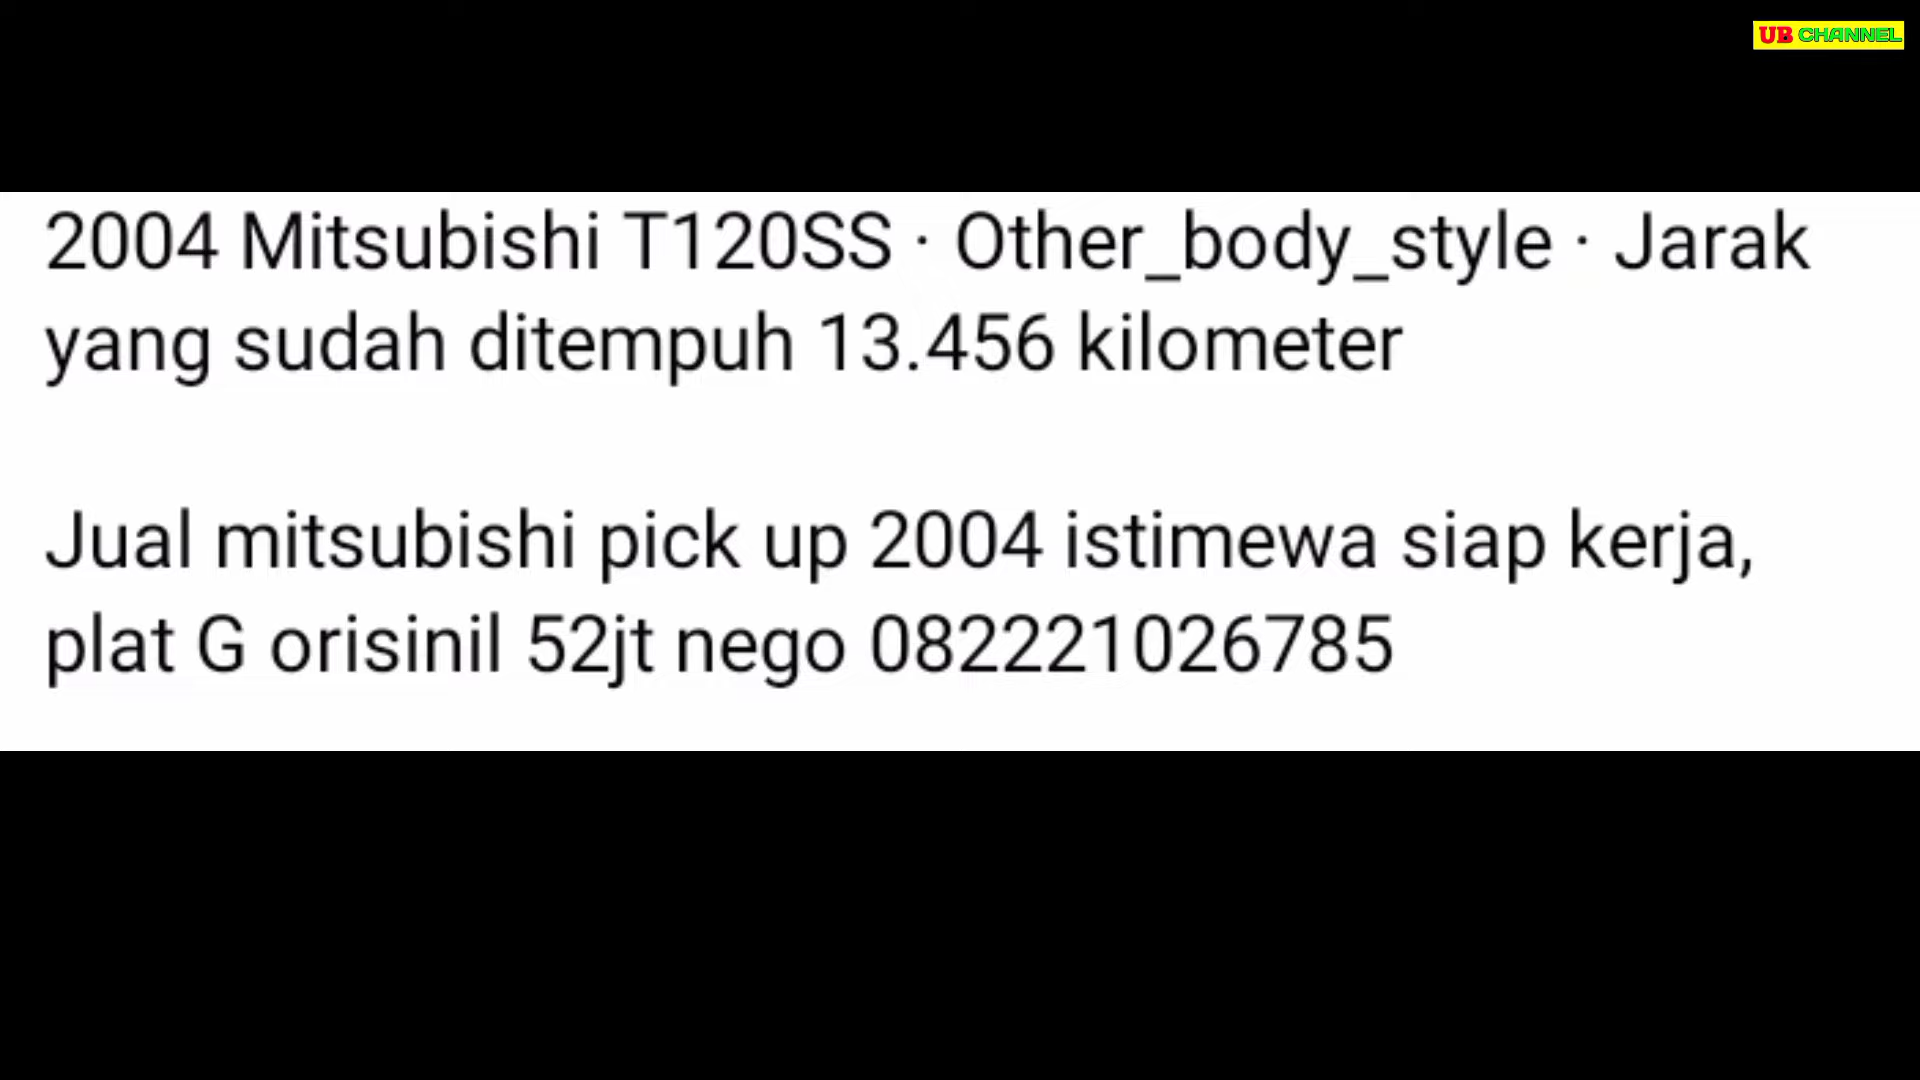 UB CHANNEL
2004 Mitsubishi T120SS · Other_body_style · Jarak
yang sudah ditempuh 13.456 kilometer
Jual mitsubishi pick up 2004 istimewa siap kerja,
plat G orisinil 52jt nego 082221026785